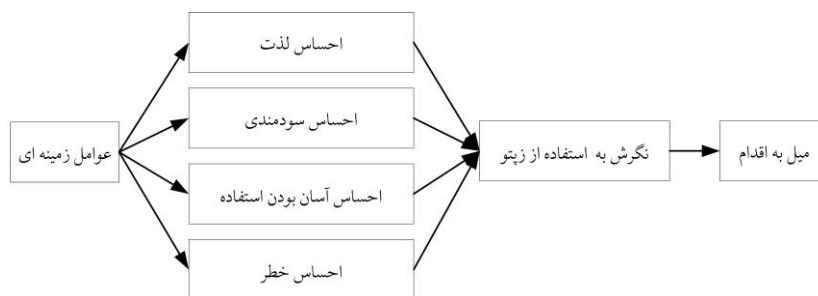 احساس لذت
احساس سودمندی
عوامل زمینه ای
نگرش به استفاده از زپتو
میل به اقدام
احساس آسان بودن استفاده
احساس خطر